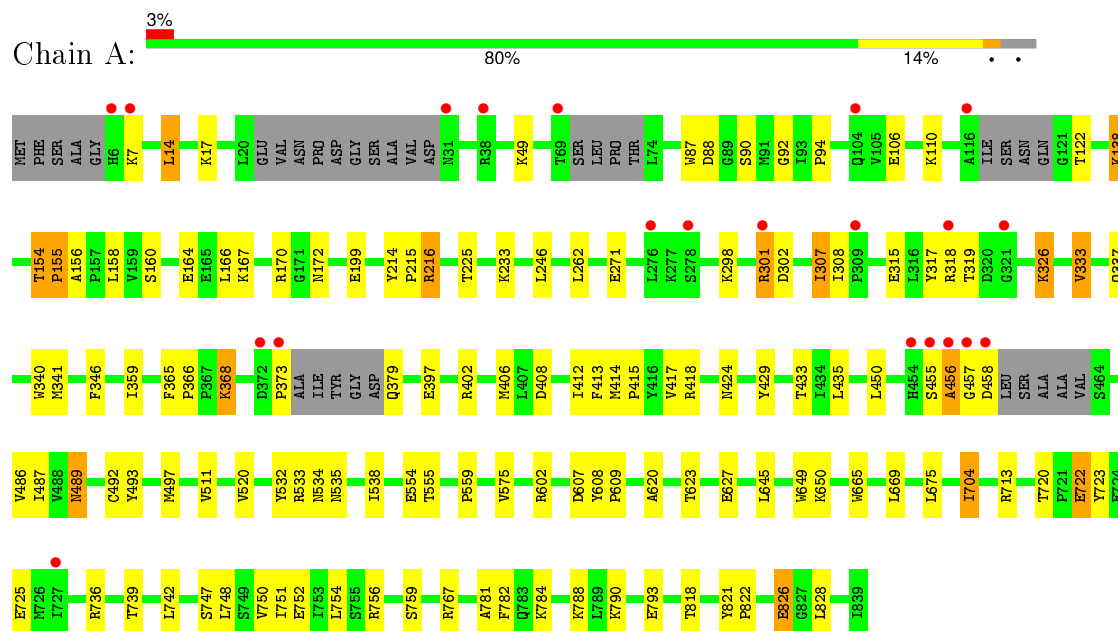 3%
Chain A:
80% 14% • •
MET PHE SER ALA GLY H6 K7 L14 K17 L20 GLU VAL ASN PRO ASP GLY SER ALA VAL ASP N31 R38 K49 T69 SER LEU PRO THR L74 W87 D88 G89 S90 M91 G92 I93 P94 Q104 V105 E106 K110 A116 ILE SER ASN GLN G121 T122 K138
T154 P155 A156 P157 L158 V159 S160 E164 E165 L166 K167 R170 G171 N172 E199 Y214 P215 R216 T225 K233 L246 L262 E271 L276 K277 S278 K298 R301 D302 I307 I308 P309 E315 L316 Y317 R318 T319 D320 G321 K326 V333 Q337
W340 M341 F346 I359 F365 P366 P367 K368 D372 P373 ALA ILE TYR GLY ASP Q379 E397 R402 M406 L407 D408 I412 F413 M414 P415 Y416 V417 R418 N424 Y429 T433 I434 L435 L450 H454 S455 A456 G457 D458 LEU SER ALA ALA VAL S464
V486 I487 V488 N489 C492 Y493 M497 V511 V520 Y532 R533 N534 N535 I538 E554 T555 P559 V575 R602 D607 Y608 P609 A620 T623 E627 L645 W649 K650 W665 L669 L675 I704 R713 T720 P721 E722 Y723 F724
E725 M726 I727 R736 T739 L742 S747 L748 S749 V750 I751 E752 I753 L754 S755 R756 S759 R767 A781 F782 Q783 K784 K788 L789 K790 E793 T818 Y821 P822 E826 G827 L828 I839